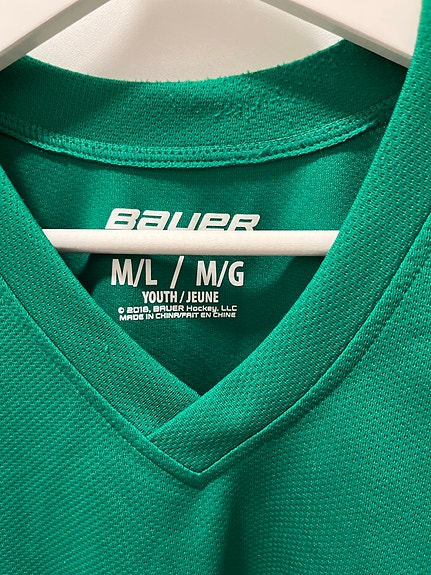 BAUER
M/L / M/G
YOUTH / JEUNE
© 2018, BAUER Hockey, LLC
MADE IN CHINA/FAIT EN CHINE